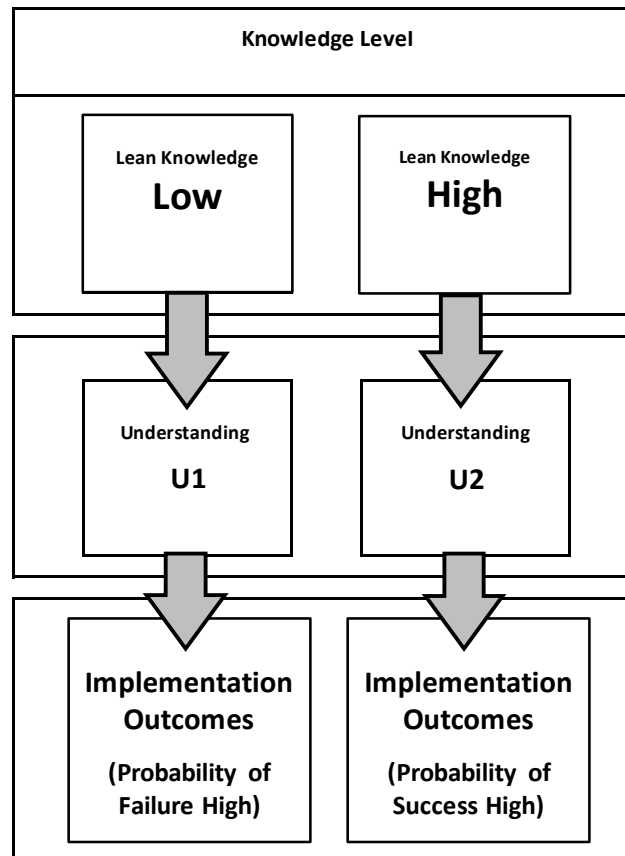 Knowledge Level
Lean Knowledge
Low
Lean Knowledge
High
Understanding
U1
Understanding
U2
Implementation
Outcomes
(Probability of
Failure High)
Implementation
Outcomes
(Probability of
Success High)